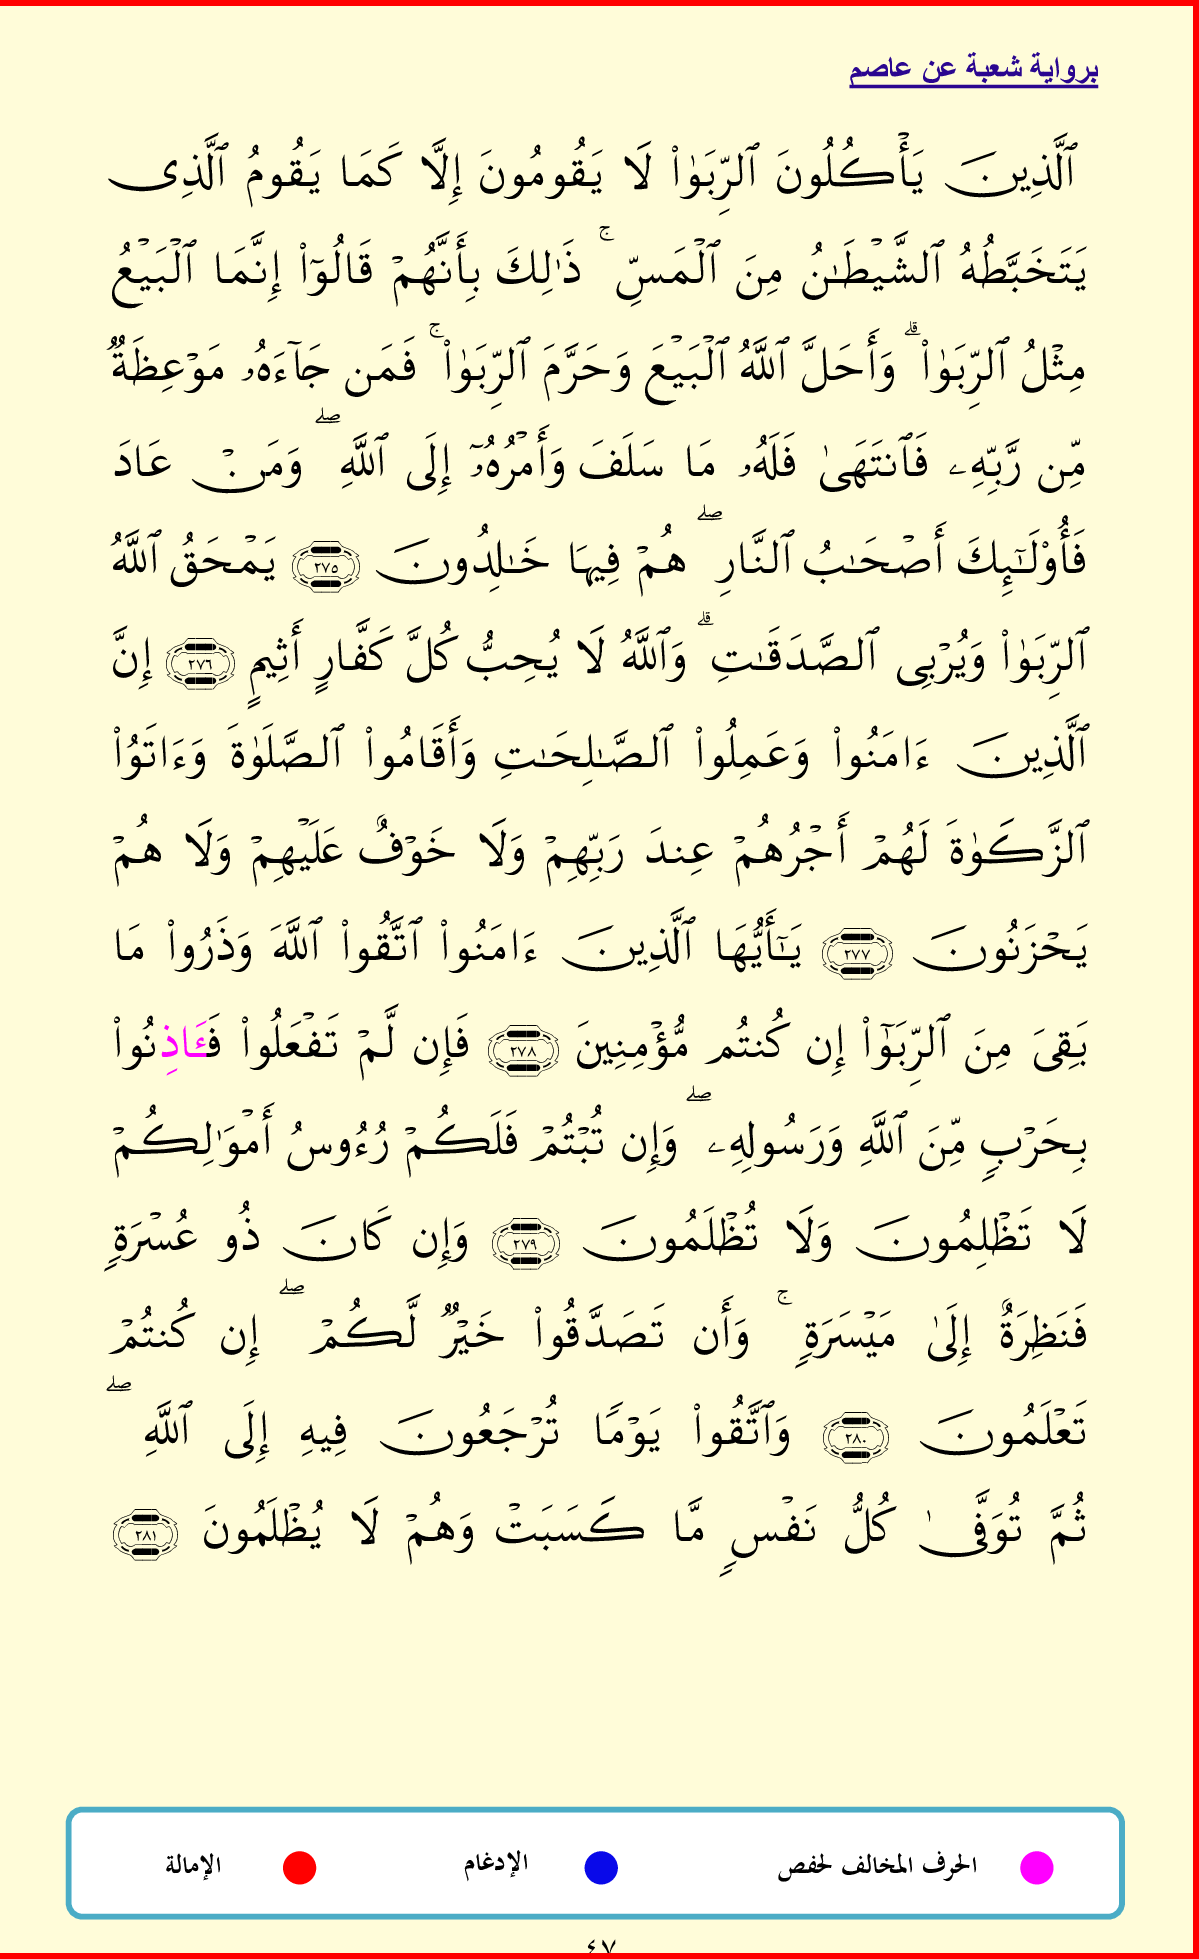 برواية شعبة عن عاصم
ٱلَّذِينَ يَأۡكُلُونَ ٱلرِّبَوٰاْ لَا يَقُومُونَ إِلَّا كَمَا يَقُومُ ٱلَّذِى
يَتَخَبَّطُهُ ٱلشَّيۡطَـٰنُ مِنَ ٱلۡمَسِّ ۚ ذَٰلِكَ بِأَنَّهُمۡ قَالُوٓاْ إِنَّمَا ٱلۡبَيۡعُ
مِثۡلُ ٱلرِّبَوٰاْ ۗ وَأَحَلَّ ٱللَّهُ ٱلۡبَيۡعَ وَحَرَّمَ ٱلرِّبَوٰاْ ۚ فَمَن جَآءَهُۥ مَوۡعِظَةٌ
مِّن رَّبِّهِۦ فَٱنتَهَىٰ فَلَهُۥ مَا سَلَفَ وَأَمۡرُهُۥٓ إِلَى ٱللَّهِ ۖ وَمَنۡ عَادَ
فَأُوْلَـٰٓئِكَ أَصۡحَـٰبُ ٱلنَّارِ ۖ هُمۡ فِيهَا خَـٰلِدُونَ ٢٧٥ يَمۡحَقُ ٱللَّهُ
ٱلرِّبَوٰاْ وَيُرۡبِى ٱلصَّدَقَـٰتِ ۗ وَٱللَّهُ لَا يُحِبُّ كُلَّ كَفَّارٍ أَثِيمٍ ٢٧٦ إِنَّ
ٱلَّذِينَ ءَامَنُواْ وَعَمِلُواْ ٱلصَّـٰلِحَـٰتِ وَأَقَامُواْ ٱلصَّلَوٰةَ وَءَاتَوُاْ
ٱلزَّكَوٰةَ لَهُمۡ أَجۡرُهُمۡ عِندَ رَبِّهِمۡ وَلَا خَوۡفٌ عَلَيۡهِمۡ وَلَا هُمۡ
يَحۡزَنُونَ ٢٧٧ يَـٰٓأَيُّهَا ٱلَّذِينَ ءَامَنُواْ ٱتَّقُواْ ٱللَّهَ وَذَرُواْ مَا
بَقِىَ مِنَ ٱلرِّبَوٰٓاْ إِن كُنتُم مُّؤۡمِنِينَ ٢٧٨ فَإِن لَّمۡ تَفۡعَلُواْ فَـَٔاذِنُواْ
بِحَرۡبٍ مِّنَ ٱللَّهِ وَرَسُولِهِۦ ۖ وَإِن تُبۡتُمۡ فَلَكُمۡ رُءُوسُ أَمۡوَٰلِكُمۡ
لَا تَظۡلِمُونَ وَلَا تُظۡلَمُونَ ٢٧٩ وَإِن كَانَ ذُو عُسۡرَةٍ
فَنَظِرَةٌ إِلَىٰ مَيۡسَرَةٍ ۚ وَأَن تَصَدَّقُواْ خَيۡرٌ لَّكُمۡ ۖ إِن كُنتُمۡ
تَعۡلَمُونَ ٢٨٠ وَٱتَّقُواْ يَوۡمًا تُرۡجَعُونَ فِيهِ إِلَى ٱللَّهِ ۖ
ثُمَّ تُوَفَّىٰ كُلُّ نَفۡسٍ مَّا كَسَبَتۡ وَهُمۡ لَا يُظۡلَمُونَ ٢٨١
الحرف المخالف لحفص الإدغام الإمالة
٤٧